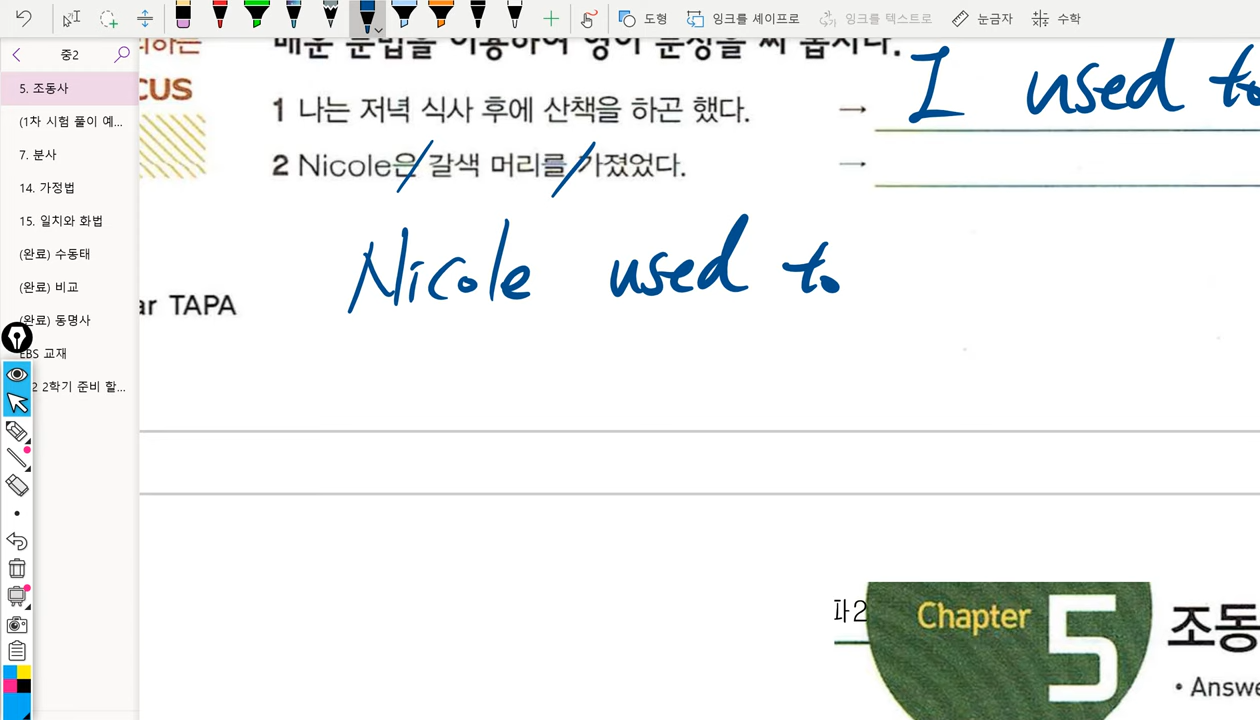 도형
잉크를 셰이프로
잉크를 텍스트로
눈금자
수학
중2
5. 조동사
(1차 시험 풀이 예...
7. 분사
14. 가정법
15. 일치와 화법
(완료) 수동태
(완료) 비교
(완료) 동명사
EBS 교재
2 2학기 준비 할...
하는
cus
배운 문법을 이용하여 영어 문장을 써 봅시다.
1 나는 저녁 식사 후에 산책을 하곤 했다. → I used to
2 Nicole은 갈색 머리를 가졌었다. →
Nicole used to
ar TAPA
파2
Chapter 5 조동
• Answe